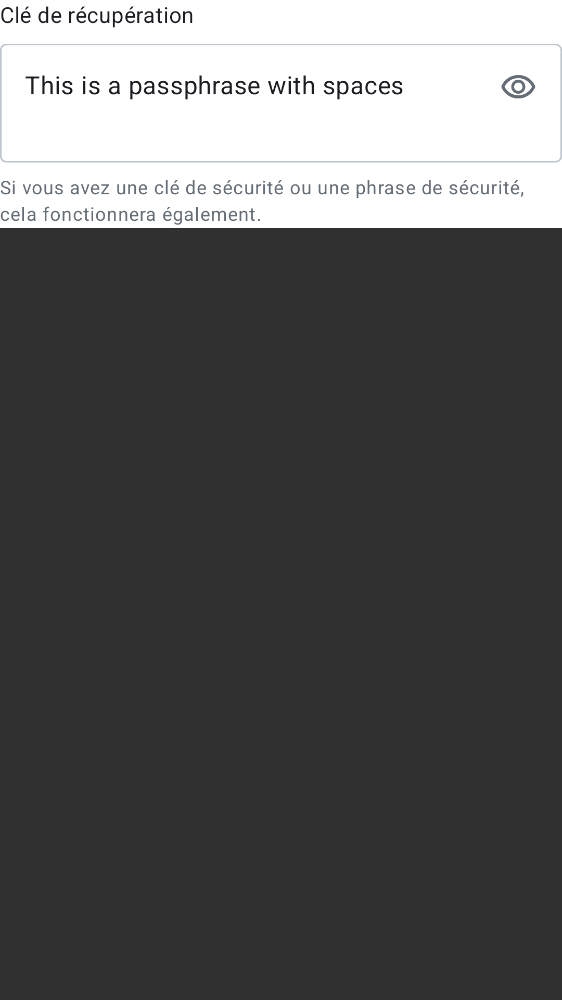 Clé de récupération
This is a passphrase with spaces
Si vous avez une clé de sécurité ou une phrase de sécurité,
cela fonctionnera également.